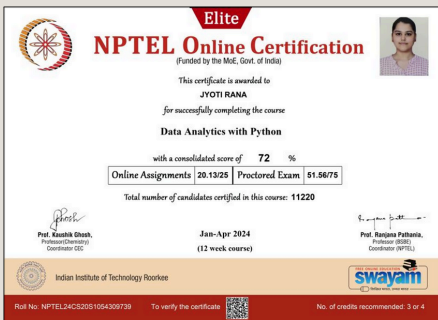 Elite
NPTEL Online Certification
(Funded by the MoE, Govt. of India)
This certificate is awarded to
JYOTI RANA
for successfully completing the course
Data Analytics with Python
with a consolidated score of 72 %
Online Assignments 20.13/25 Proctored Exam 51.56/75
Total number of candidates certified in this course: 11220
Prof. Kaushik Ghosh,
Professor(Chemistry)
Coordinator CEC
Jan-Apr 2024
(12 week course)
Prof. Ranjana Pathania,
Professor (BSBE)
Coordinator (NPTEL)
Indian Institute of Technology Roorkee
FREE ONLINE EDUCATION
swayam
Roll No: NPTEL24CS20S1054309739 To verify the certificate No. of credits recommended: 3 or 4